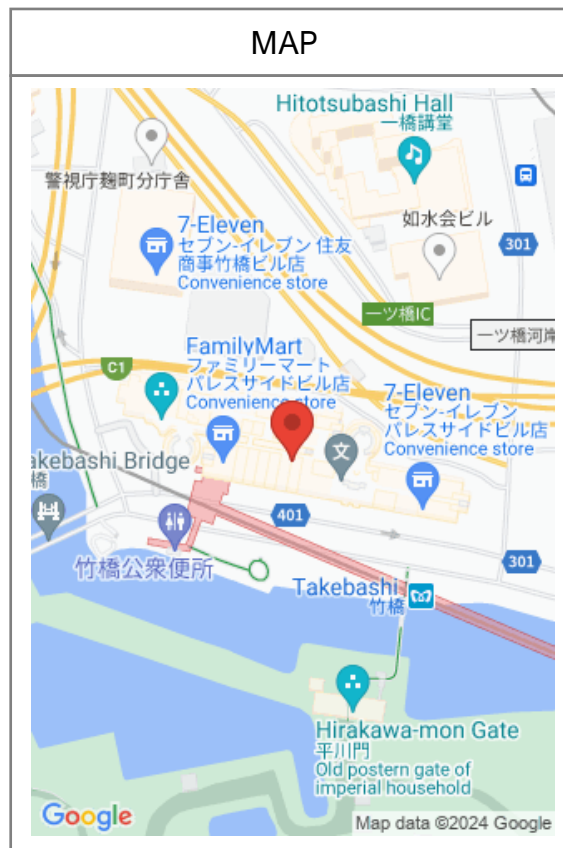 MAP
Hitotsubashi Hall
一橋講堂
警視庁麹町分庁舎
7-Eleven
セブン-イレブン 住友
商事竹橋ビル店
Convenience store
如水会ビル
301
一ツ橋IC
一ツ橋河岸
C1
FamilyMart
ファミリーマート
パレスサイドビル店
Convenience store
7-Eleven
セブン-イレブン
パレスサイドビル店
Convenience store
文
akebashi Bridge
橋
401
竹橋公衆便所
301
Takebashi
竹橋
Hirakawa-mon Gate
平川門
Old postern gate of
imperial household
Google
Map data ©2024 Google